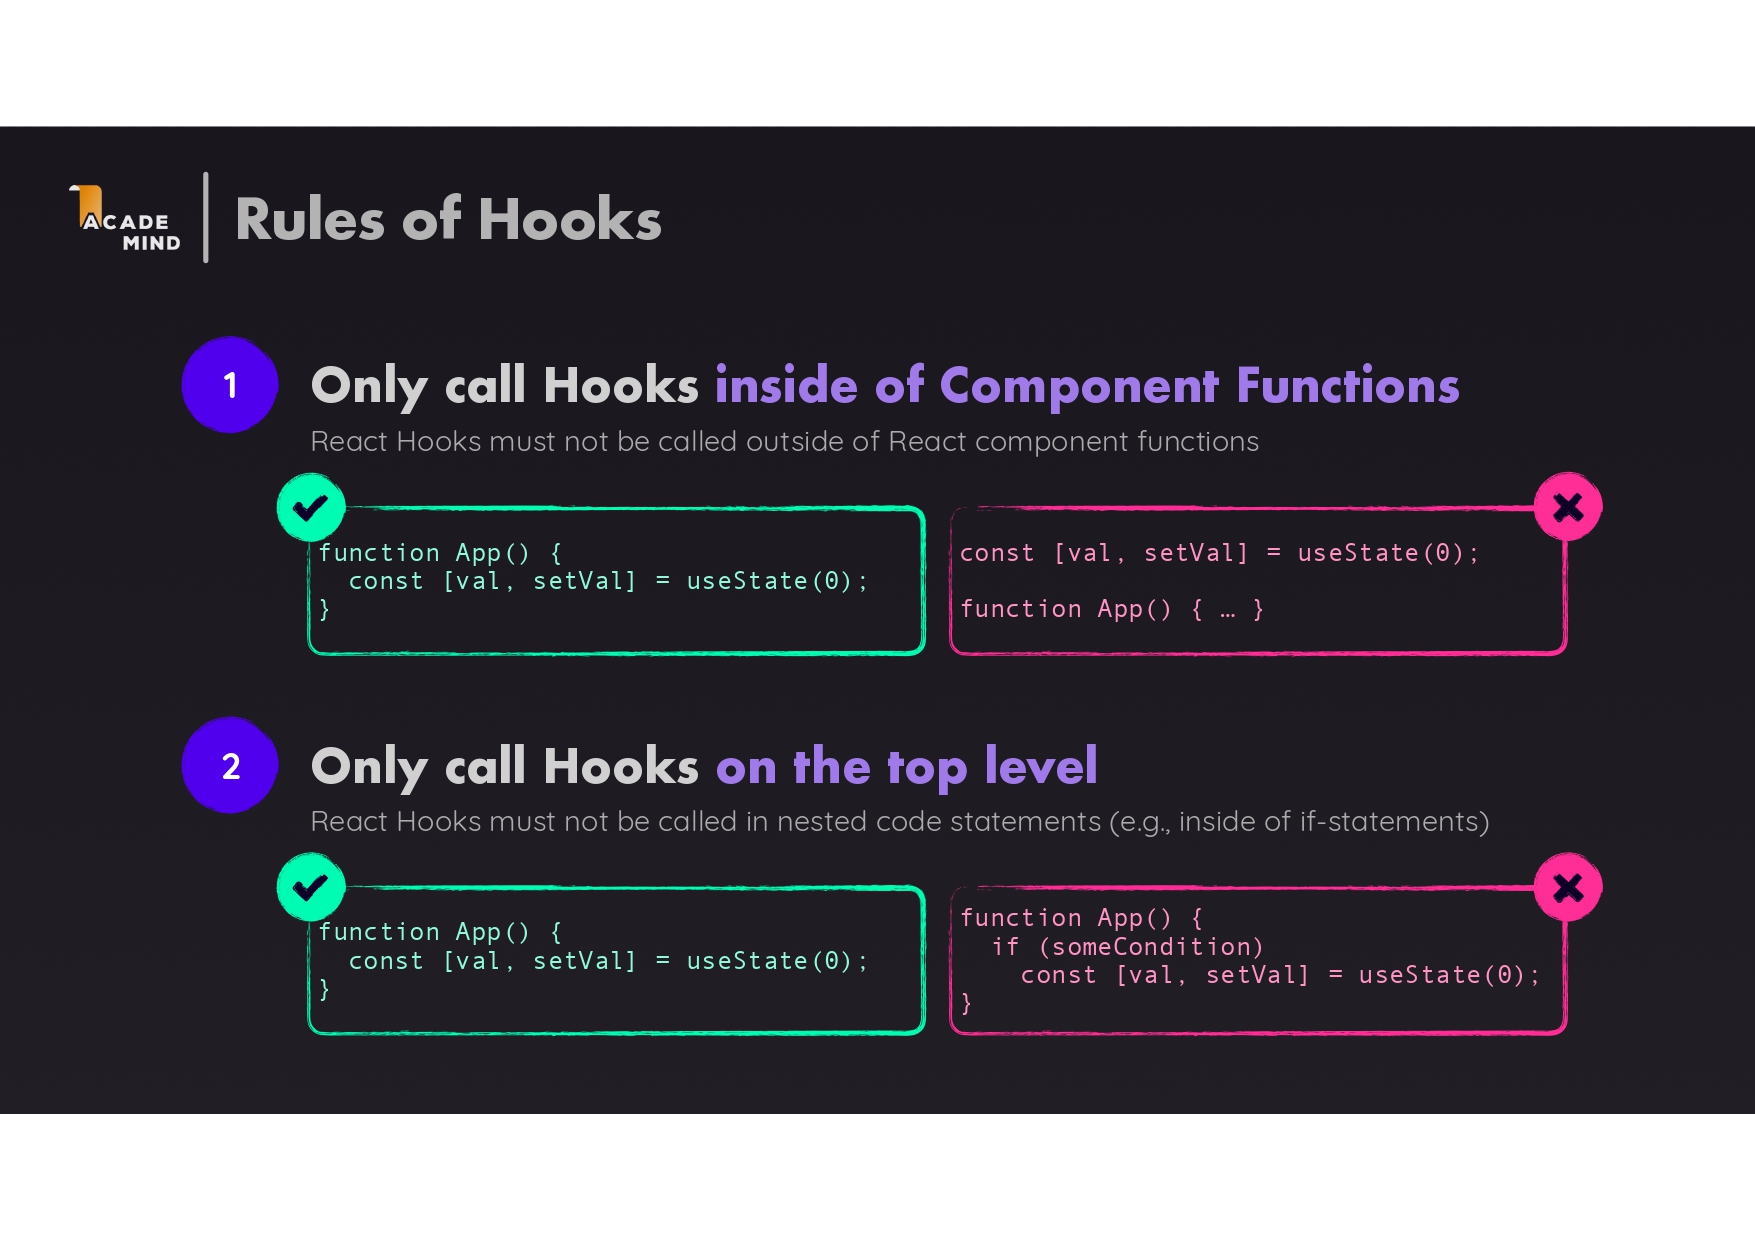 ACADE
MIND
Rules of Hooks
1
Only call Hooks inside of Component Functions
React Hooks must not be called outside of React component functions
function App() {
  const [val, setVal] = useState(0);
}
const [val, setVal] = useState(0);
function App() { … }
2
Only call Hooks on the top level
React Hooks must not be called in nested code statements (e.g., inside of if-statements)
function App() {
  const [val, setVal] = useState(0);
}
function App() {
  if (someCondition)
    const [val, setVal] = useState(0);
}